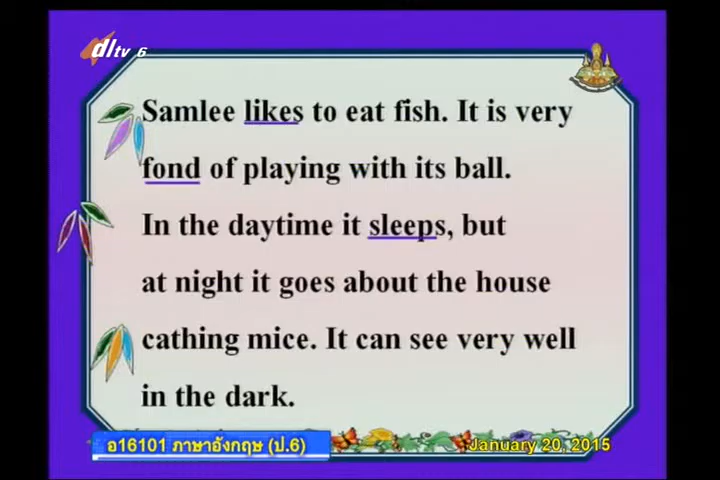 dltv 6
Samlee likes to eat fish. It is very
fond of playing with its ball.
In the daytime it sleeps, but
at night it goes about the house
cathing mice. It can see very well
in the dark.
อ16101 ภาษาอังกฤษ (ป.6)
January 20, 2015